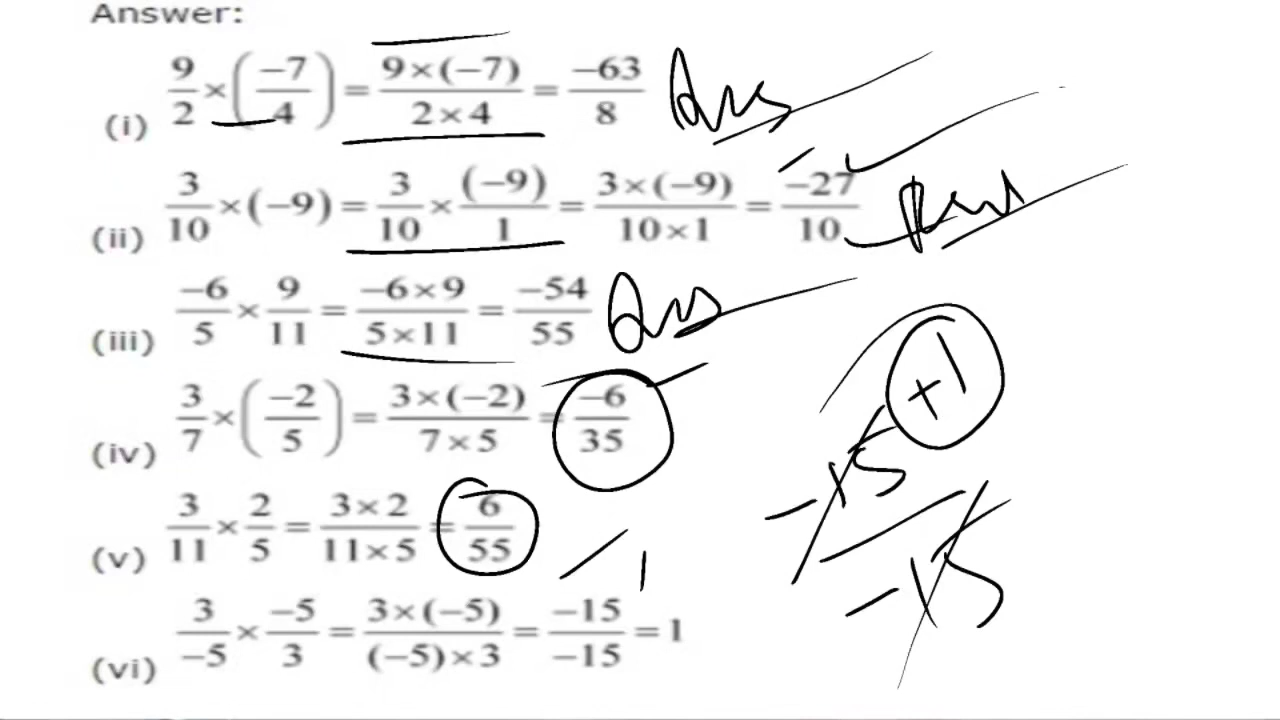 Answer:
(i) 9/2 × (−7/4) = 9×(−7)/2×4 = −63/8 Ans
(ii) 3/10 × (−9) = 3/10 × (−9)/1 = 3×(−9)/10×1 = −27/10
(iii) −6/5 × 9/11 = −6×9/5×11 = −54/55 Ans
(iv) 3/7 × (−2/5) = 3×(−2)/7×5 = −6/35
(v) 3/11 × 2/5 = 3×2/11×5 = 6/55
(vi) 3/−5 × −5/3 = 3×(−5)/(−5)×3 = −15/−15 = 1
+1
−15
−15